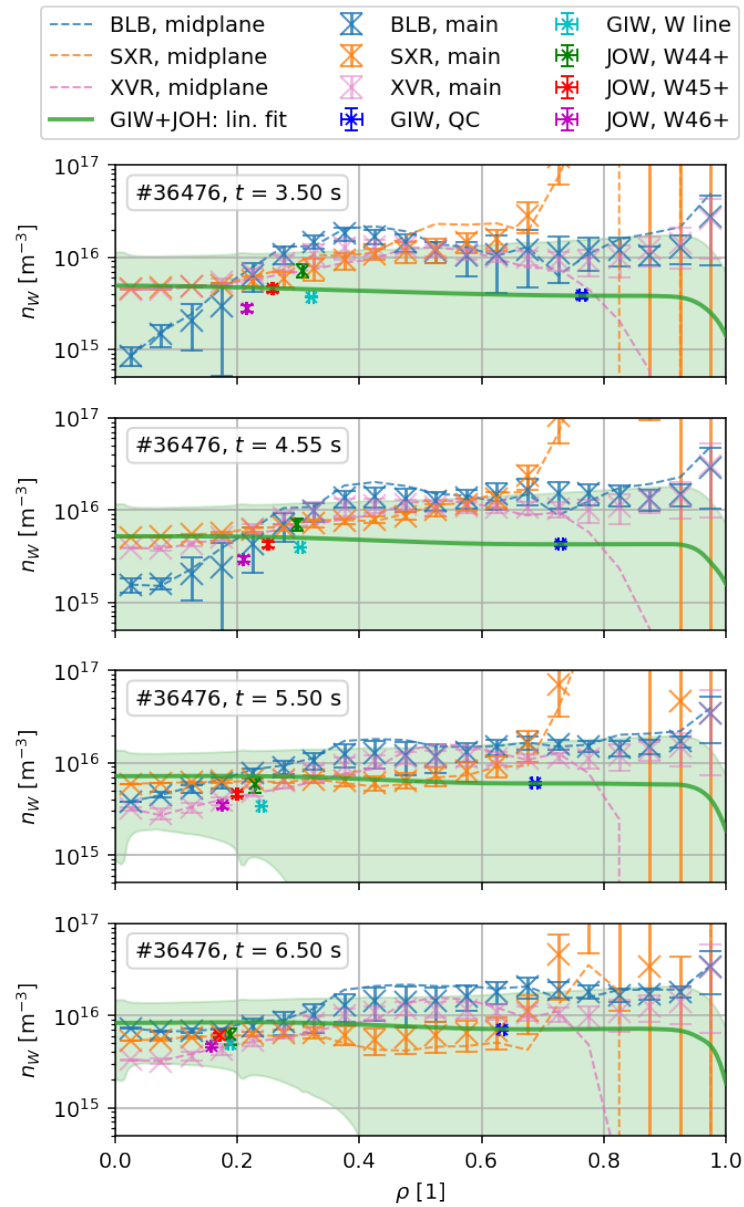 BLB, midplane BLB, main GIW, W line
SXR, midplane SXR, main JOW, W44+
XVR, midplane XVR, main JOW, W45+
GIW+JOH: lin. fit GIW, QC JOW, W46+
10^17
#36476, t = 3.50 s
10^16
n_W [m^−3]
10^15
10^17
#36476, t = 4.55 s
10^16
n_W [m^−3]
10^15
10^17
#36476, t = 5.50 s
10^16
n_W [m^−3]
10^15
10^17
#36476, t = 6.50 s
10^16
n_W [m^−3]
10^15
0.0 0.2 0.4 0.6 0.8 1.0
ρ [1]